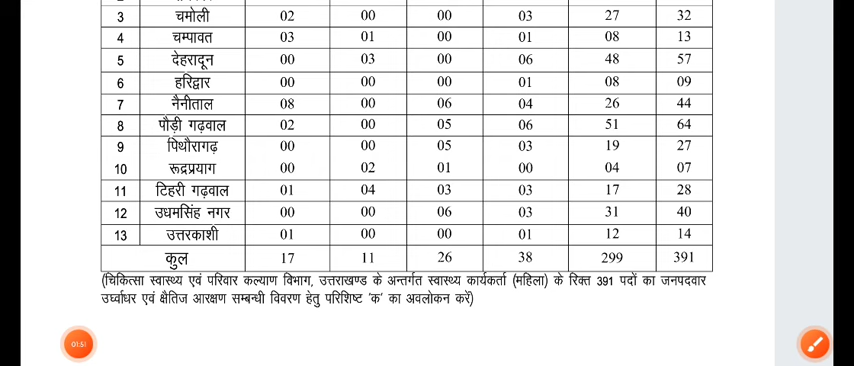 3 चमोली 02 00 00 03 27 32
4 चम्पावत 03 01 00 01 08 13
5 देहरादून 00 03 00 06 48 57
6 हरिद्वार 00 00 00 01 08 09
7 नैनीताल 08 00 06 04 26 44
8 पौड़ी गढ़वाल 02 00 05 06 51 64
9 पिथौरागढ़ 00 00 05 03 19 27
10 रूद्रप्रयाग 00 02 01 00 04 07
11 टिहरी गढ़वाल 01 04 03 03 17 28
12 उधमसिंह नगर 00 00 06 03 31 40
13 उत्तरकाशी 01 00 00 01 12 14
कुल 17 11 26 38 299 391
(चिकित्सा स्वास्थ्य एवं परिवार कल्याण विभाग, उत्तराखण्ड के अन्तर्गत स्वास्थ्य कार्यकर्ता (महिला) के रिक्त 391 पदों का जनपदवार
उर्ध्वाधर एवं क्षैतिज आरक्षण सम्बन्धी विवरण हेतु परिशिष्ट 'क' का अवलोकन करें)